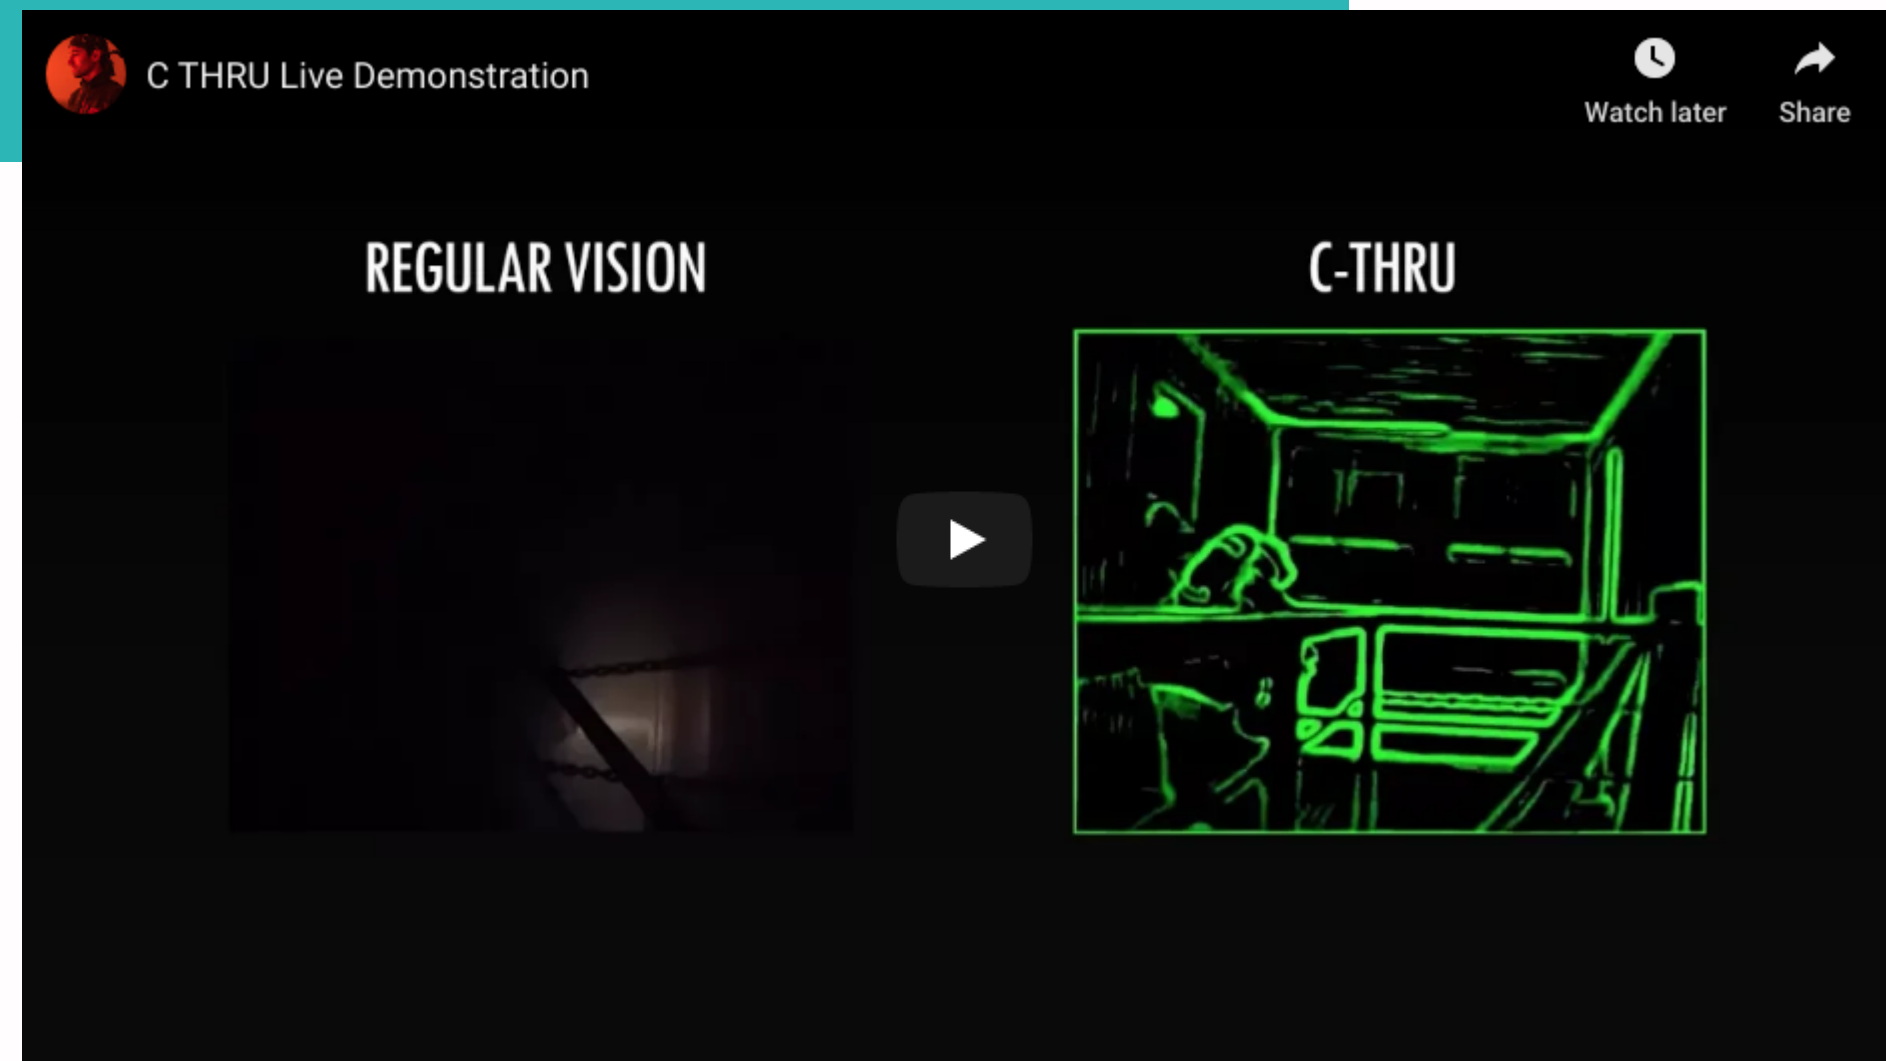 C THRU Live Demonstration
Watch later
Share
REGULAR VISION
C-THRU